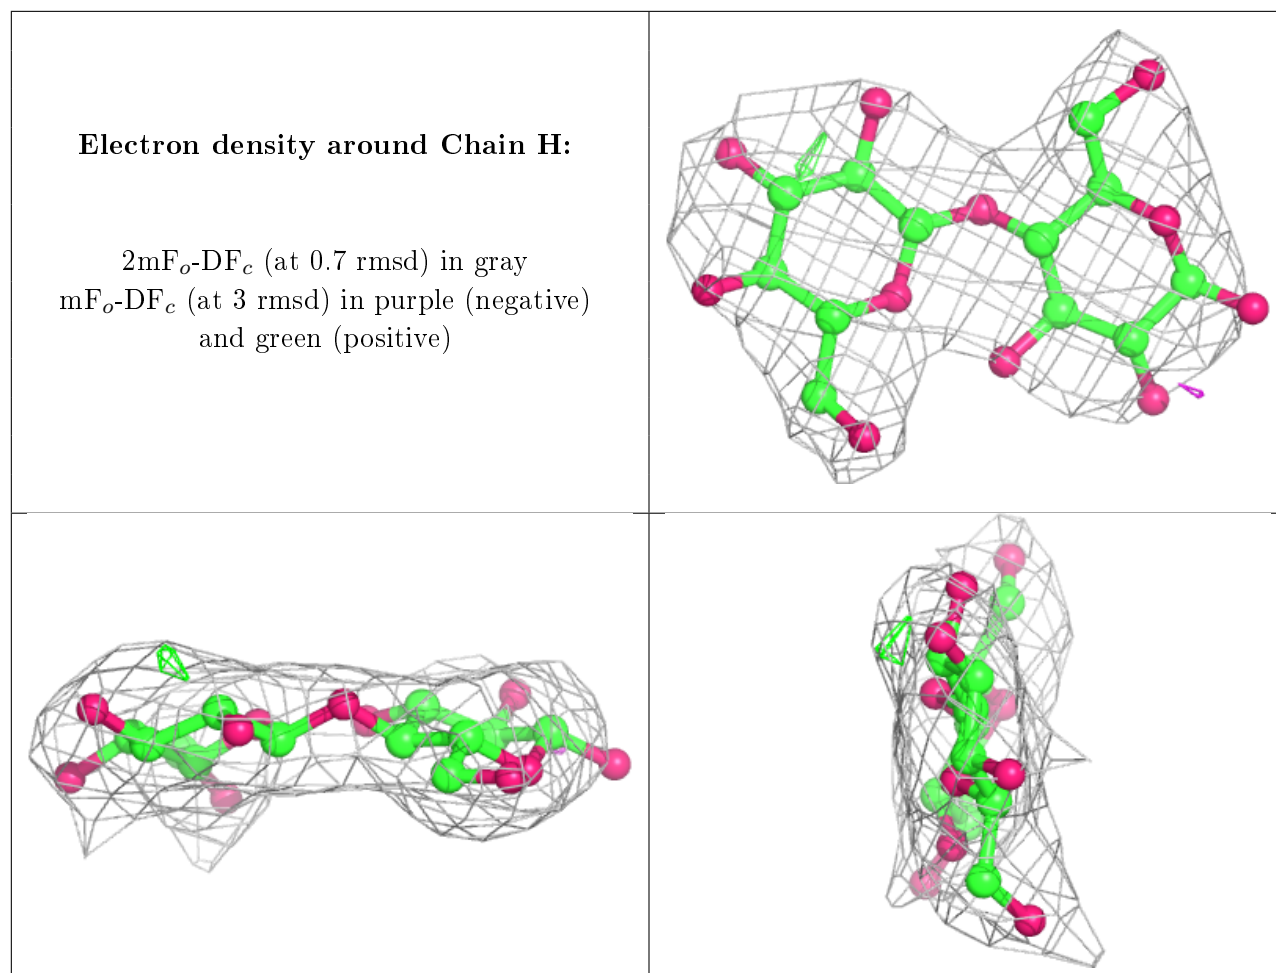 Electron density around Chain H:
2mFo-DFc (at 0.7 rmsd) in gray
mFo-DFc (at 3 rmsd) in purple (negative)
and green (positive)